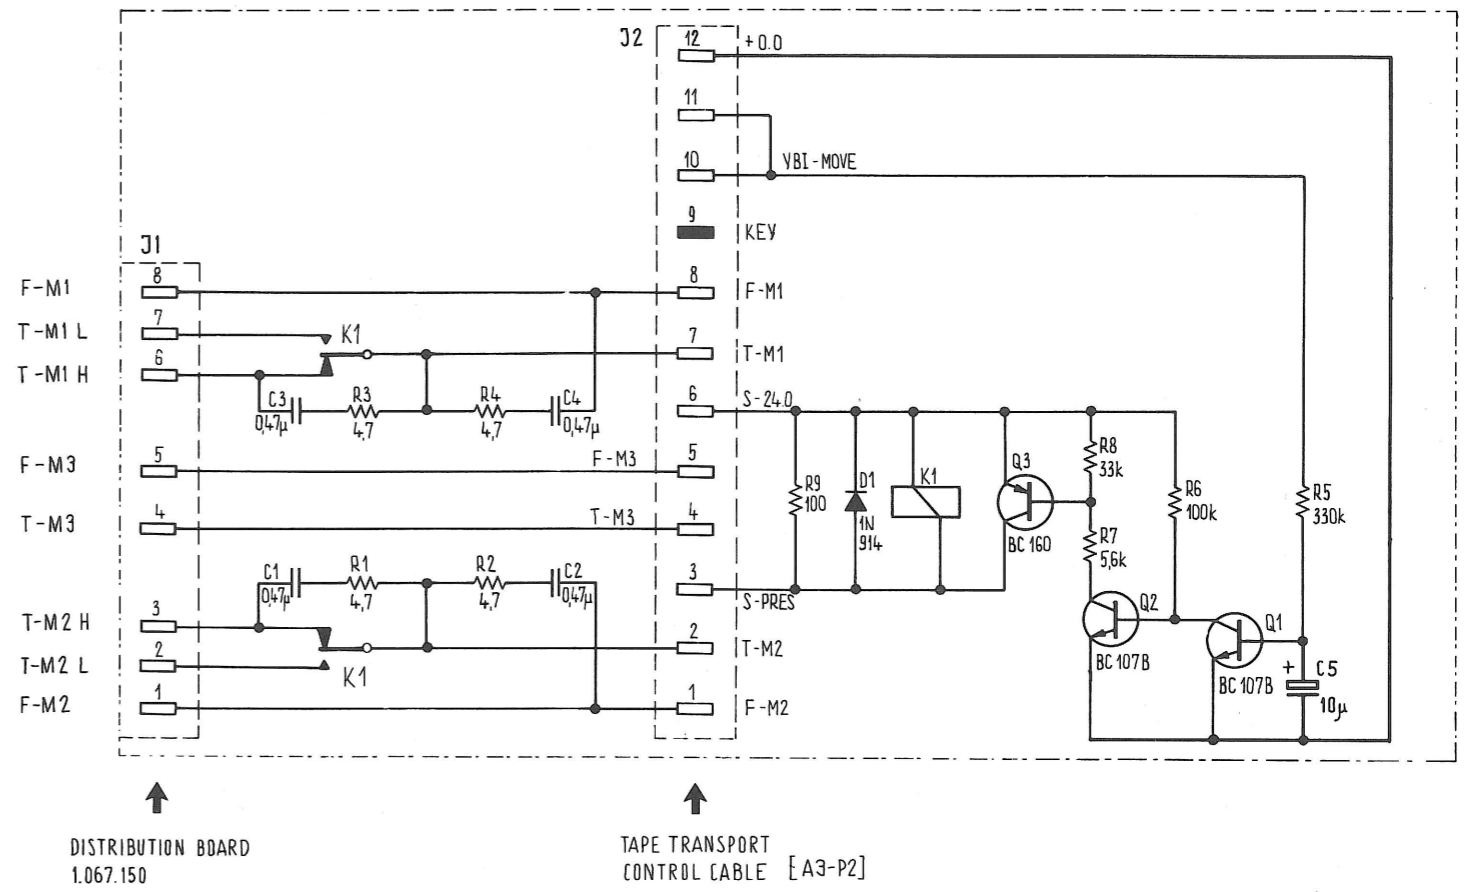 J2
12
+0.0
11
10
YBI-MOVE
9
KEY
J1
F-M1
8
8
F-M1
T-M1 L
7
K1
7
T-M1
T-M1 H
6
C3
0,47µ
R3
4,7
R4
4,7
C4
0,47µ
6
S-24.0
F-M3
5
F-M3
5
R9
100
D1
1N
914
K1
Q3
BC 160
R8
33k
R7
5,6k
R6
100k
R5
330k
T-M3
4
T-M3
4
C1
0,47µ
R1
4,7
R2
4,7
C2
0,47µ
3
S-PRES
T-M2 H
3
2
T-M2
T-M2 L
2
K1
Q2
BC 107B
Q1
BC 107B
+
C5
10µ
F-M2
1
1
F-M2
DISTRIBUTION BOARD
1.067.150
TAPE TRANSPORT
CONTROL CABLE [A3-P2]